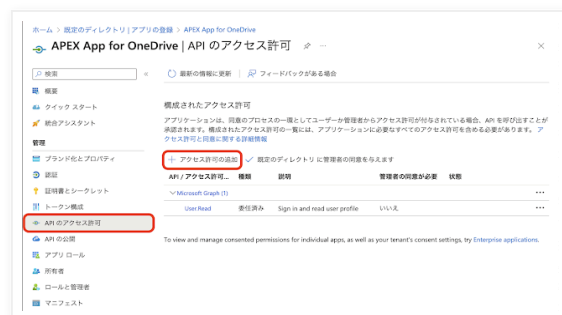 ホーム > 既定のディレクトリ | アプリの登録 > APEX App for OneDrive
APEX App for OneDrive | API のアクセス許可
検索
最新の情報に更新
フィードバックがある場合
概要
クイック スタート
統合アシスタント
管理
ブランド化とプロパティ
認証
証明書とシークレット
トークン構成
API のアクセス許可
API の公開
アプリ ロール
所有者
ロールと管理者
マニフェスト
構成されたアクセス許可
アプリケーションは、同意のプロセスの一環としてユーザーか管理者からアクセス許可が付与されている場合、API を呼び出すことが
承認されます。構成されたアクセス許可の一覧には、アプリケーションに必要なすべてのアクセス許可を含める必要があります。 ア
クセス許可と同意に関する詳細情報
アクセス許可の追加
既定のディレクトリ に管理者の同意を与えます
API / アクセス許可... 種類 説明 管理者の同意が必要 状態
Microsoft Graph (1)
User.Read 委任済み Sign in and read user profile いいえ
To view and manage consented permissions for individual apps, as well as your tenant's consent settings, try Enterprise applications.